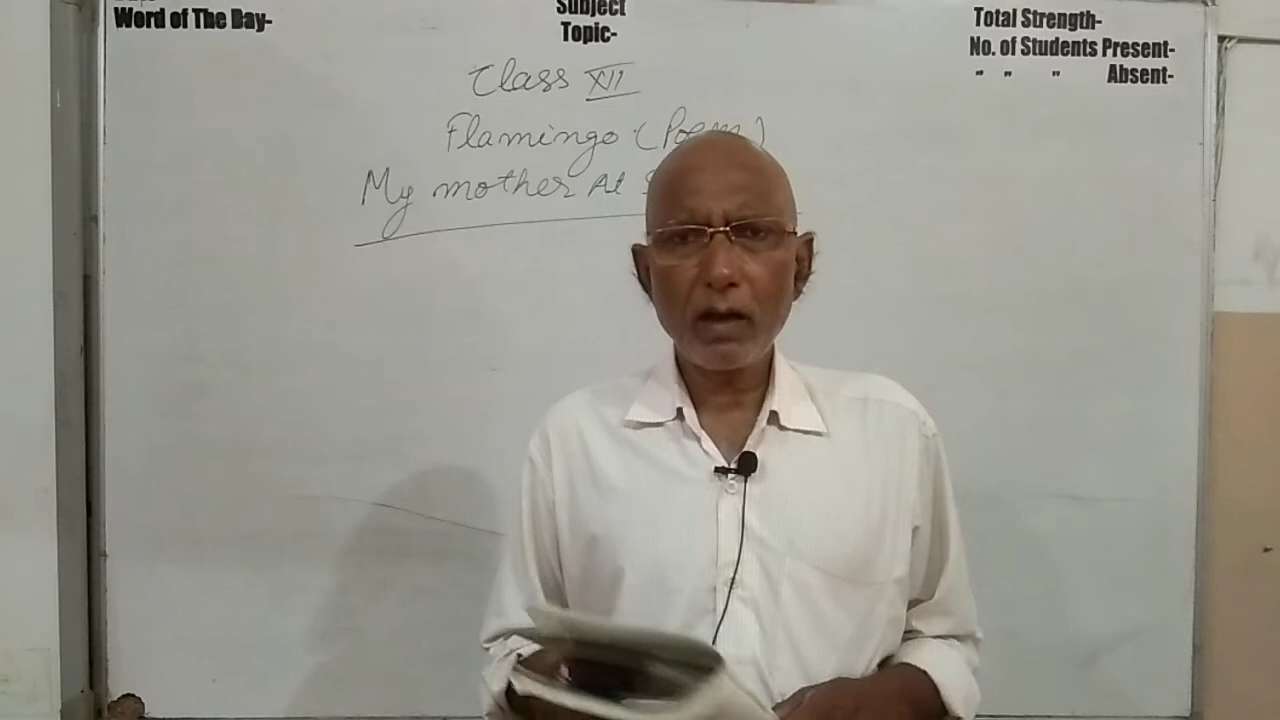 Word of The Day-
Subject
Topic-
Total Strength-
No. of Students Present-
" " " Absent-
Class XII
Flamingo (Poem)
My mother At